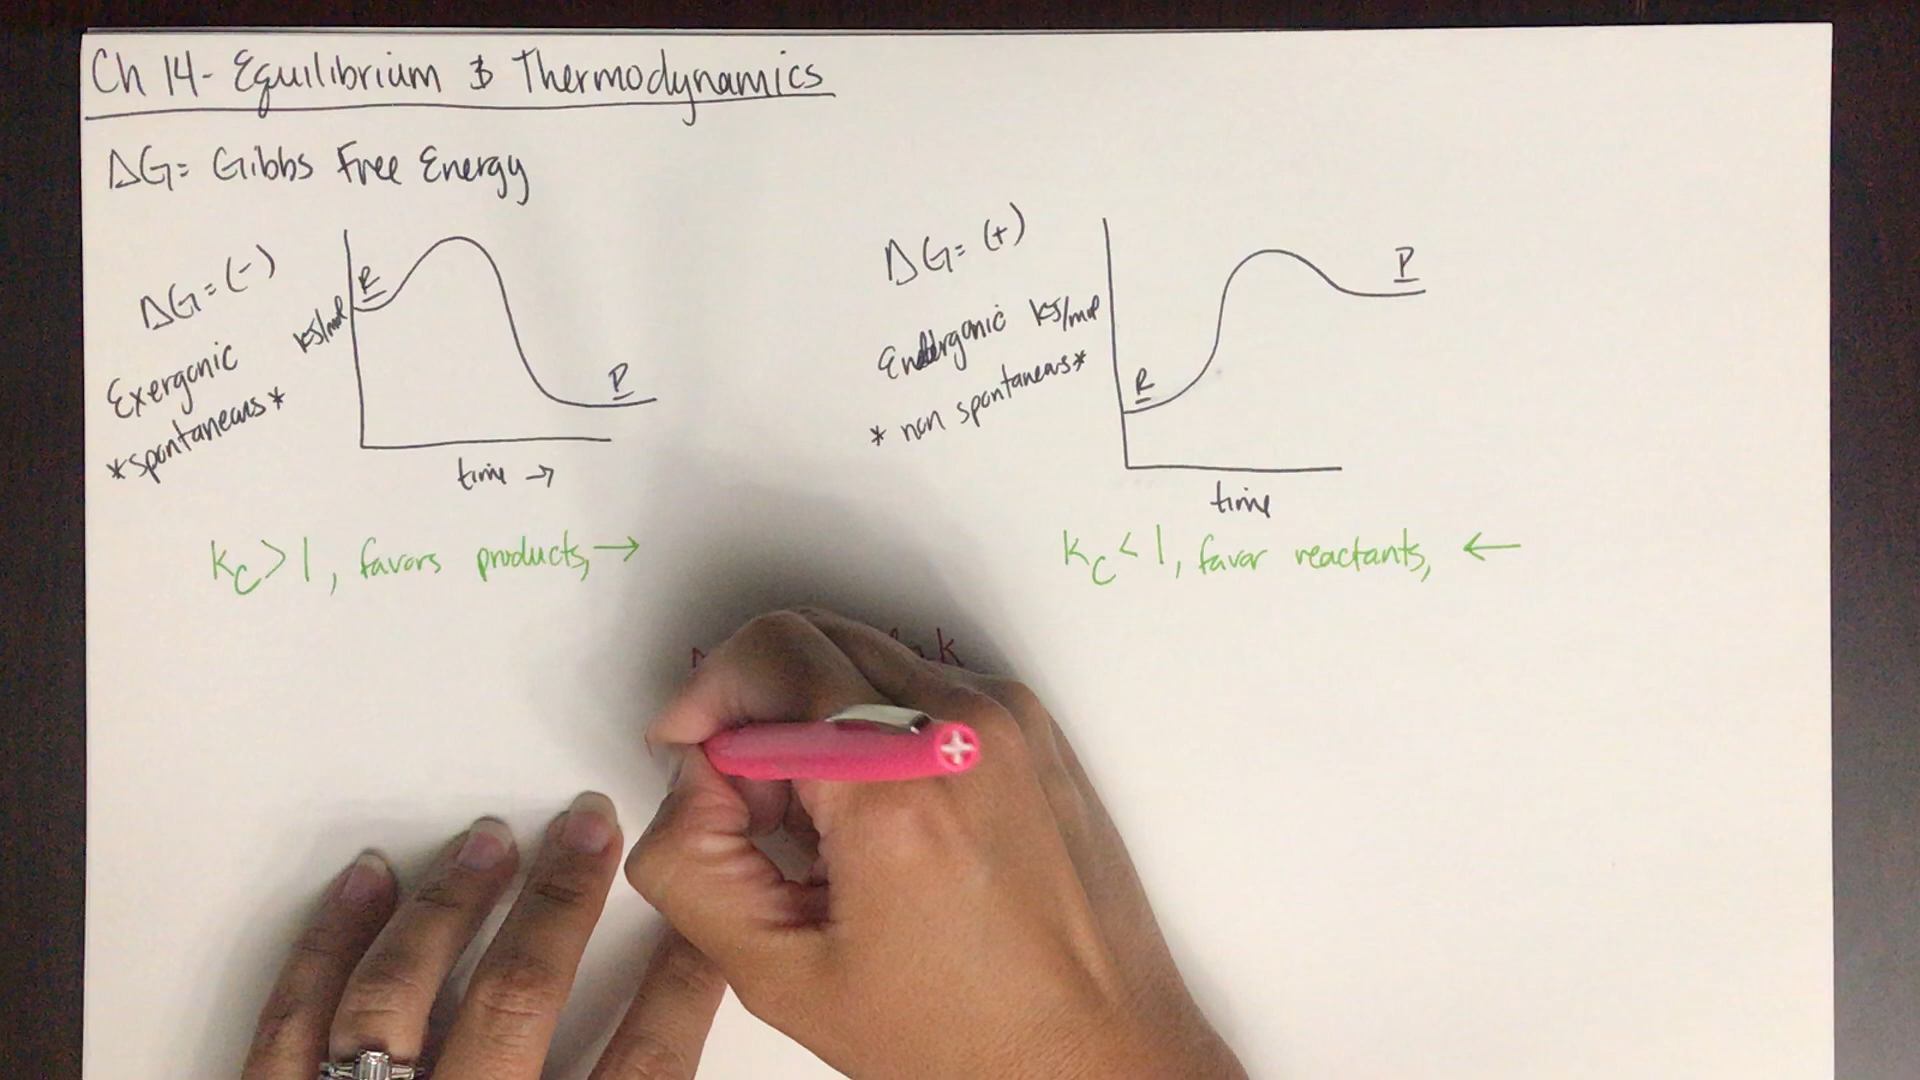 Ch 14- Equilibrium & Thermodynamics
ΔG= Gibbs Free Energy
ΔG= (-)
Exergonic
*spontaneous*
kJ/mol
R
P
time →
ΔG= (+)
Endergonic
* non spontaneous*
kJ/mol
R
P
time
Kc > 1, favors products, →
Kc < 1, favor reactants, ←